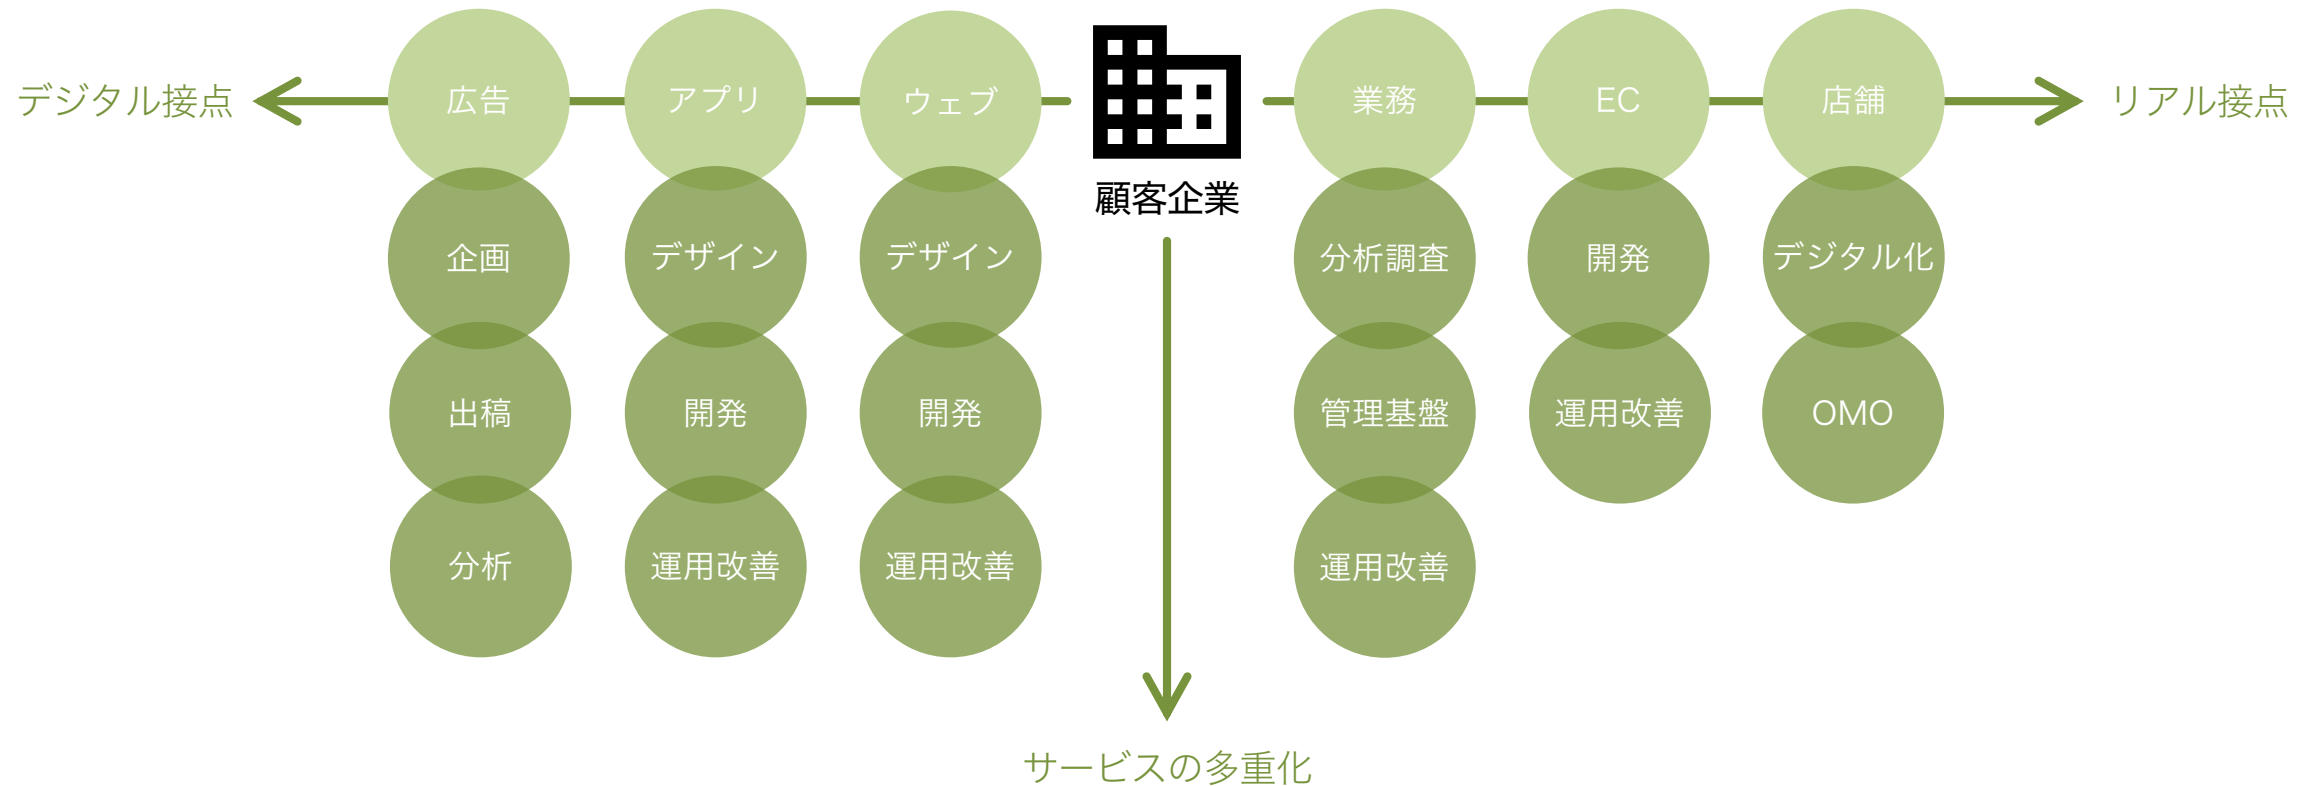 デジタル接点
広告
アプリ
ウェブ
業務
EC
店舗
リアル接点
顧客企業
企画
デザイン
デザイン
分析調査
開発
デジタル化
出稿
開発
開発
管理基盤
運用改善
OMO
分析
運用改善
運用改善
運用改善
サービスの多重化